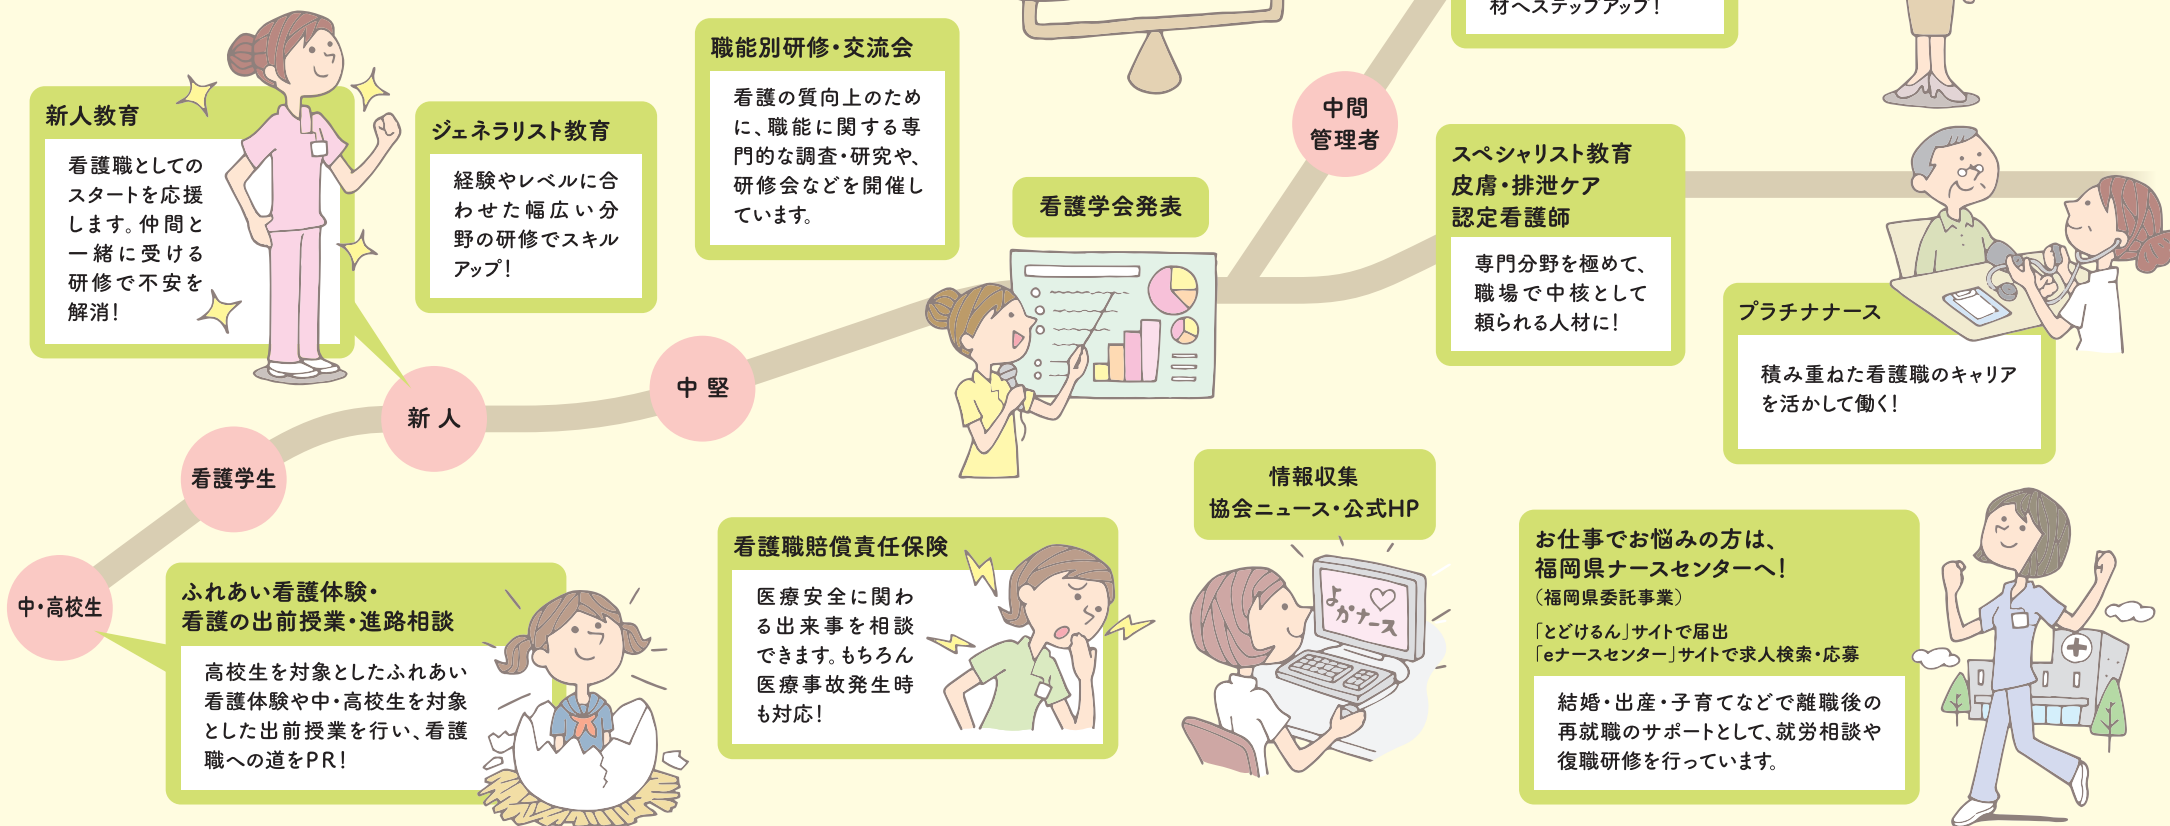 新人教育
看護職としての
スタートを応援
します。仲間と
一緒に受ける
研修で不安を
解消！
ジェネラリスト教育
経験やレベルに合
わせた幅広い分
野の研修でスキル
アップ！
職能別研修・交流会
看護の質向上のため
に、職能に関する専
門的な調査・研究や、
研修会などを開催し
ています。
看護学会発表
中間
管理者
材へステップアップ！
スペシャリスト教育
皮膚・排泄ケア
認定看護師
専門分野を極めて、
職場で中核として
頼られる人材に！
プラチナナース
積み重ねた看護職のキャリア
を活かして働く！
中堅
新人
看護学生
中・高校生
ふれあい看護体験・
看護の出前授業・進路相談
高校生を対象としたふれあい
看護体験や中・高校生を対象
とした出前授業を行い、看護
職への道をPR！
看護職賠償責任保険
医療安全に関わ
る出来事を相談
できます。もちろん
医療事故発生時
も対応！
情報収集
協会ニュース・公式HP
よかナース
お仕事でお悩みの方は、
福岡県ナースセンターへ！
（福岡県委託事業）
「とどけるん」サイトで届出
「eナースセンター」サイトで求人検索・応募
結婚・出産・子育てなどで離職後の
再就職のサポートとして、就労相談や
復職研修を行っています。